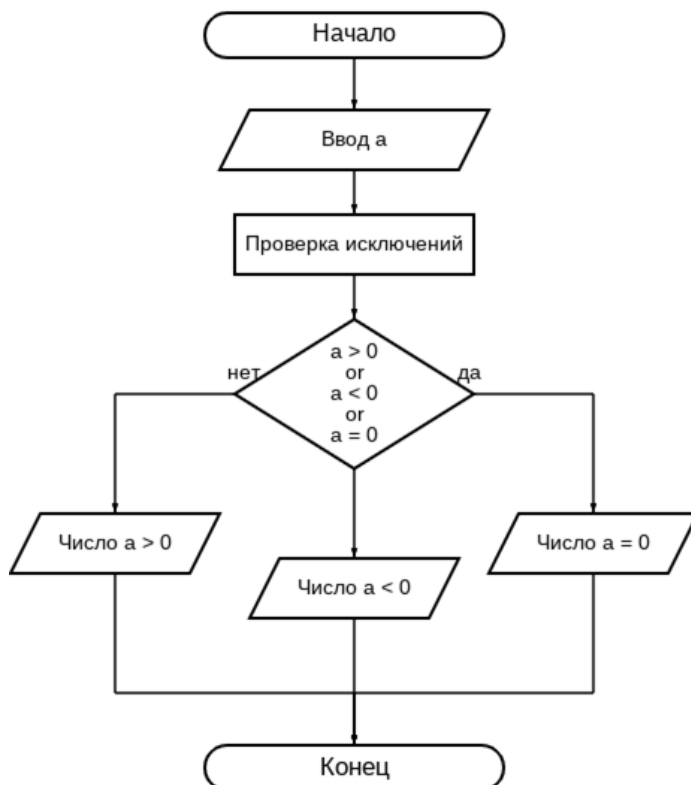 Начало
Ввод a
Проверка исключений
нет
a > 0
or
a < 0
or
a = 0
да
Число a > 0
Число a < 0
Число a = 0
Конец